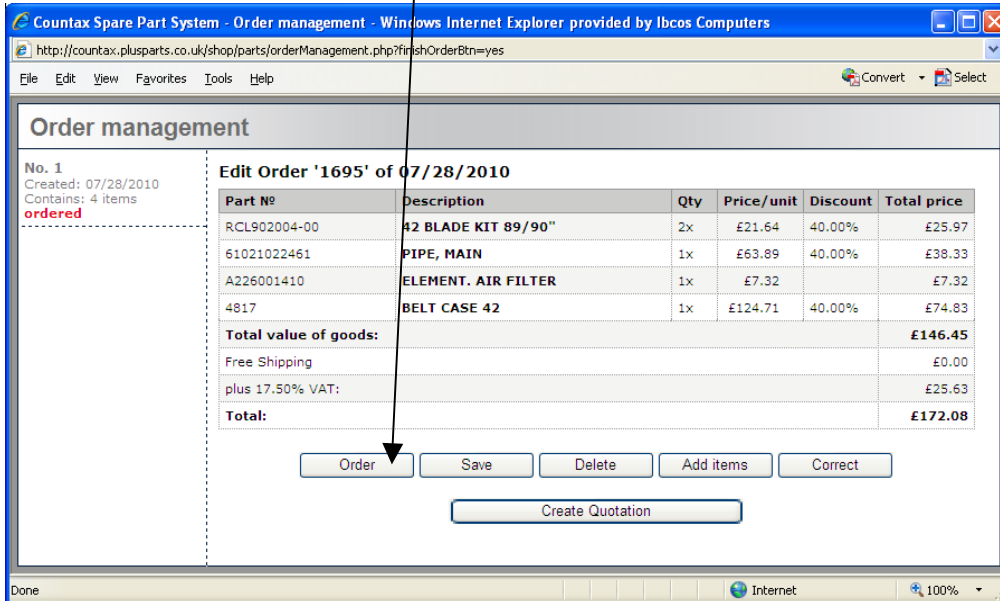 Countax Spare Part System - Order management - Windows Internet Explorer provided by Ibcos Computers
http://countax.plusparts.co.uk/shop/parts/orderManagement.php?finishOrderBtn=yes
File Edit View Favorites Tools Help Convert Select
Order management
No. 1
Created: 07/28/2010
Contains: 4 items
ordered
Edit Order '1695' of 07/28/2010
Part Nº Description Qty Price/unit Discount Total price
RCL902004-00 42 BLADE KIT 89/90" 2x £21.64 40.00% £25.97
61021022461 PIPE, MAIN 1x £63.89 40.00% £38.33
A226001410 ELEMENT. AIR FILTER 1x £7.32 £7.32
4817 BELT CASE 42 1x £124.71 40.00% £74.83
Total value of goods: £146.45
Free Shipping £0.00
plus 17.50% VAT: £25.63
Total: £172.08
Order Save Delete Add items Correct
Create Quotation
Done Internet 100%